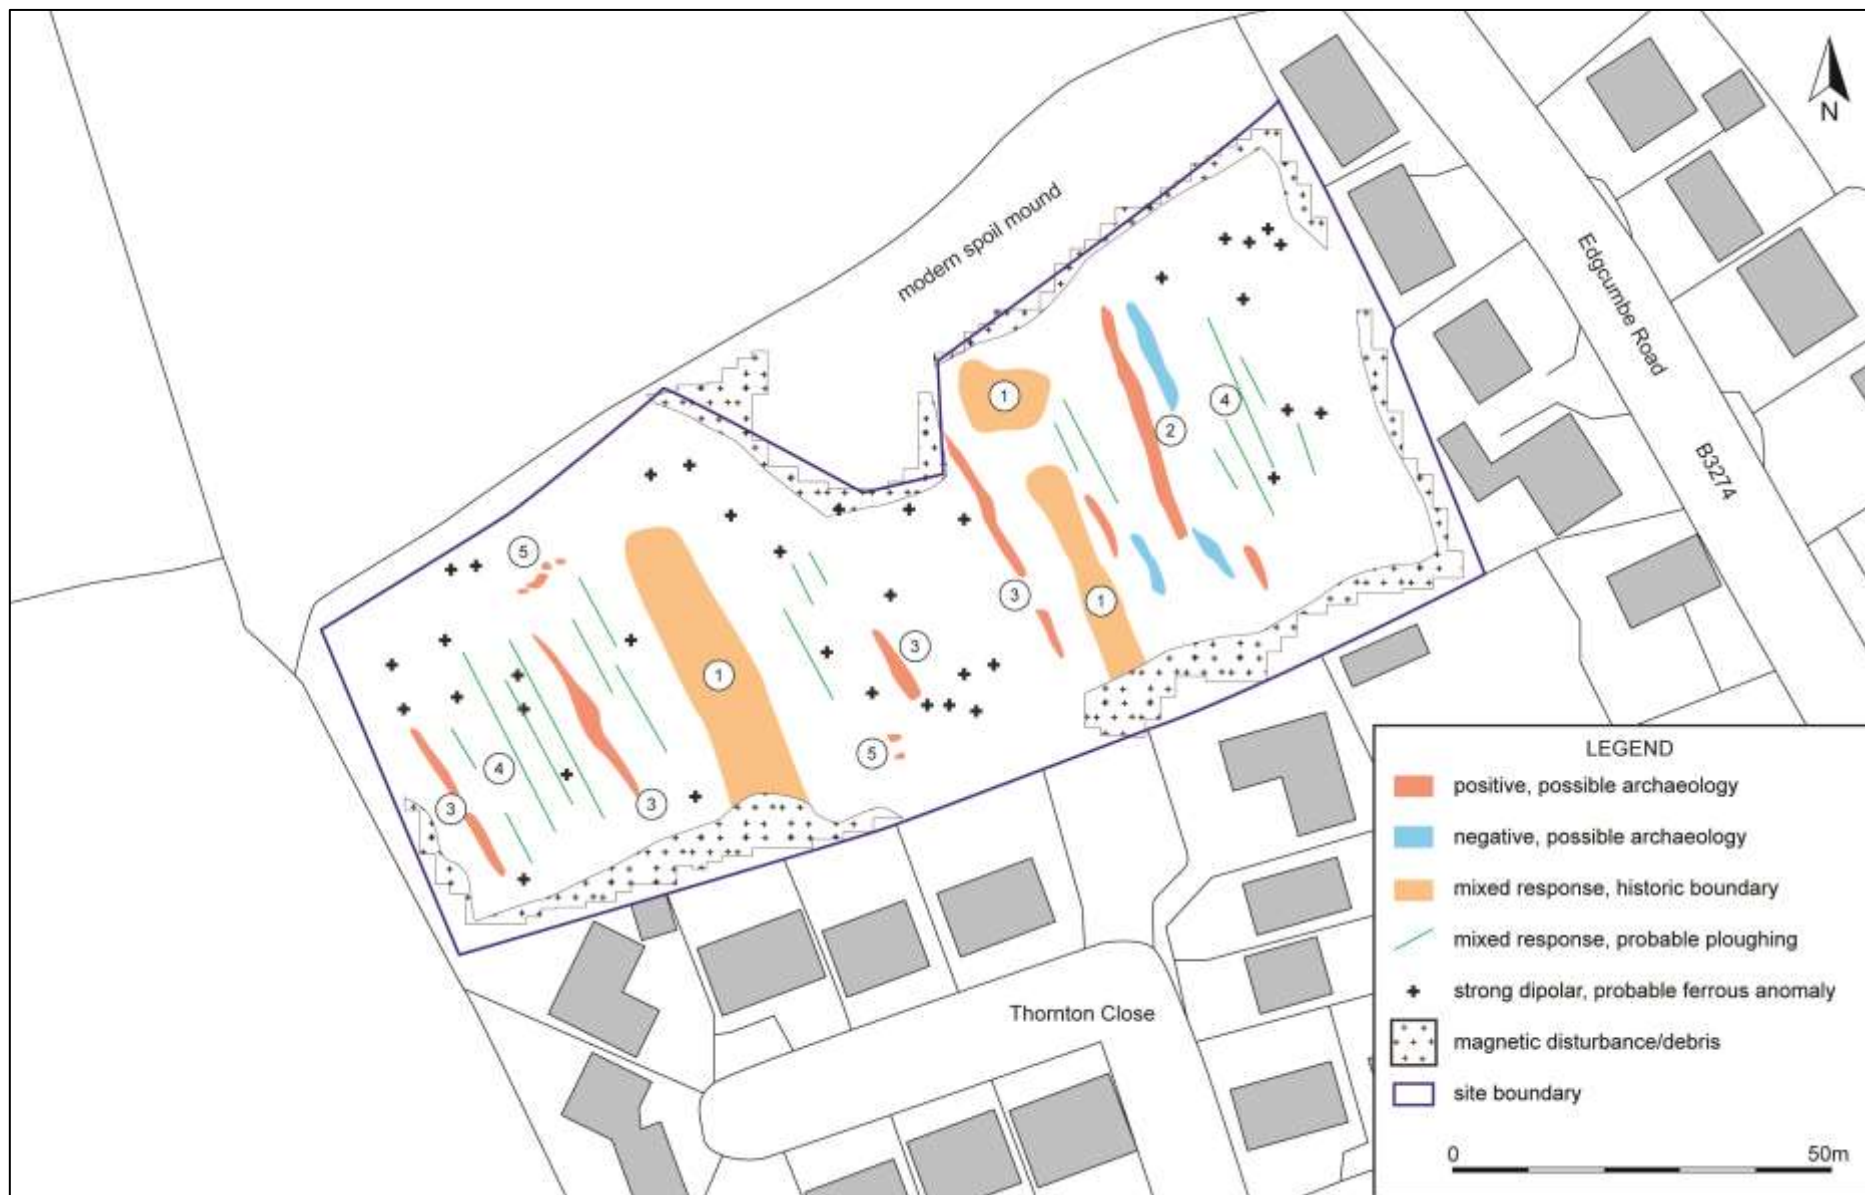 N
modern spoil mound
Edgcumbe Road
1
4
2
B3274
5
3
1
3
1
5
4
3
3
Thornton Close
LEGEND
positive, possible archaeology
negative, possible archaeology
mixed response, historic boundary
mixed response, probable ploughing
strong dipolar, probable ferrous anomaly
magnetic disturbance/debris
site boundary
0 50m